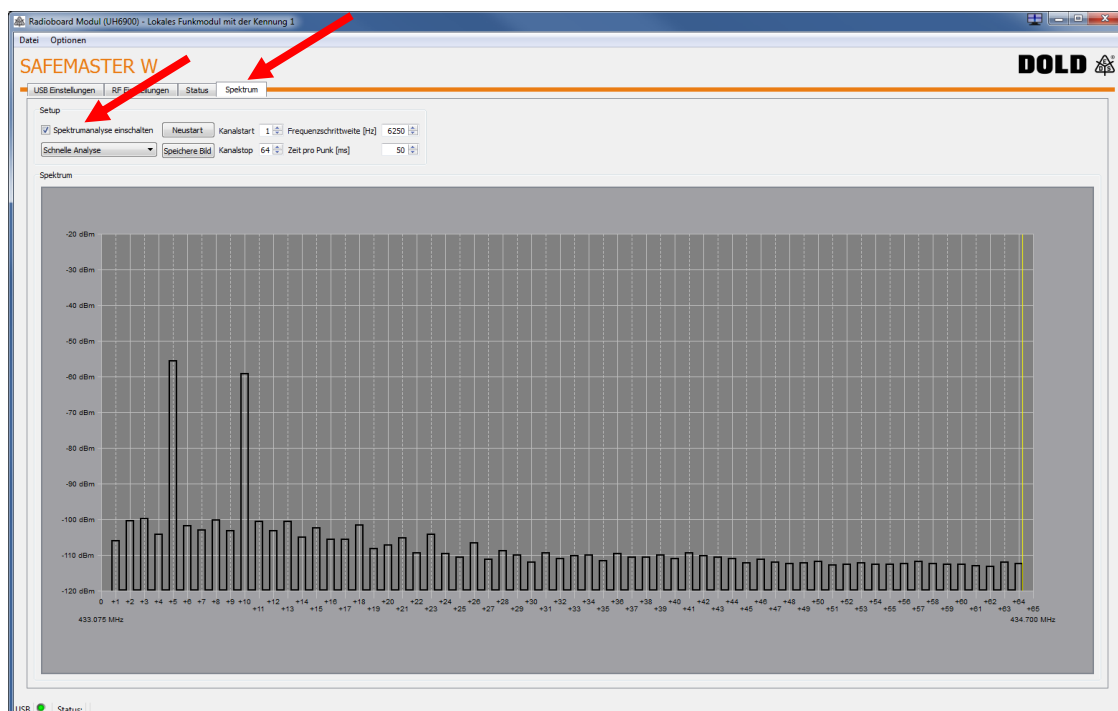 Radioboard Modul (UH6900) - Lokales Funkmodul mit der Kennung 1
Datei Optionen
SAFEMASTER W
DOLD
USB Einstellungen RF Einstellungen Status Spektrum
Setup
Spektrumanalyse einschalten Neustart Kanalstart 1 Frequenzschrittweite [Hz] 6250
Schnelle Analyse Speichere Bild Kanalstop 64 Zeit pro Punk [ms] 50
Spektrum
-20 dBm
-30 dBm
-40 dBm
-50 dBm
-60 dBm
-70 dBm
-80 dBm
-90 dBm
-100 dBm
-110 dBm
-120 dBm
0 +1 +2 +3 +4 +5 +6 +7 +8 +9 +10 +12 +14 +16 +18 +20 +22 +24 +26 +28 +30 +32 +34 +36 +38 +40 +42 +44 +46 +48 +50 +52 +54 +56 +58 +60 +62 +64
+11 +13 +15 +17 +19 +21 +23 +25 +27 +29 +31 +33 +35 +37 +39 +41 +43 +45 +47 +49 +51 +53 +55 +57 +59 +61 +63 +65
433.075 MHz 434.700 MHz
USB Status: